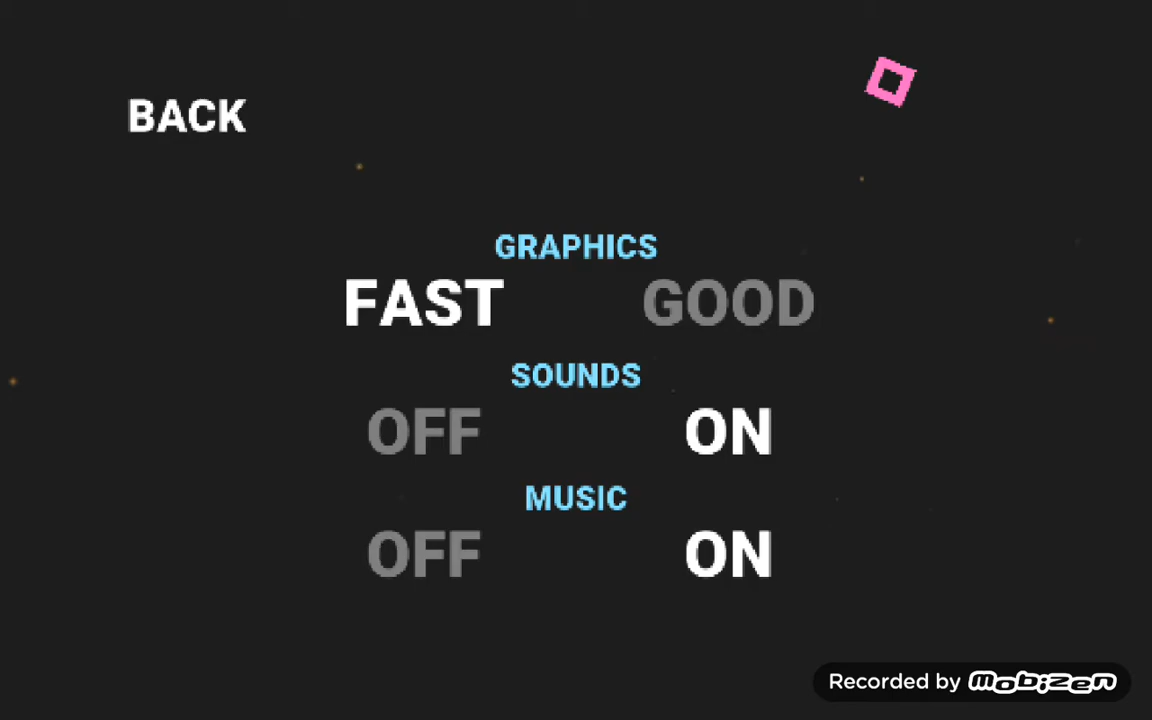 BACK
GRAPHICS
FAST GOOD
SOUNDS
OFF ON
MUSIC
OFF ON
Recorded by mobizen